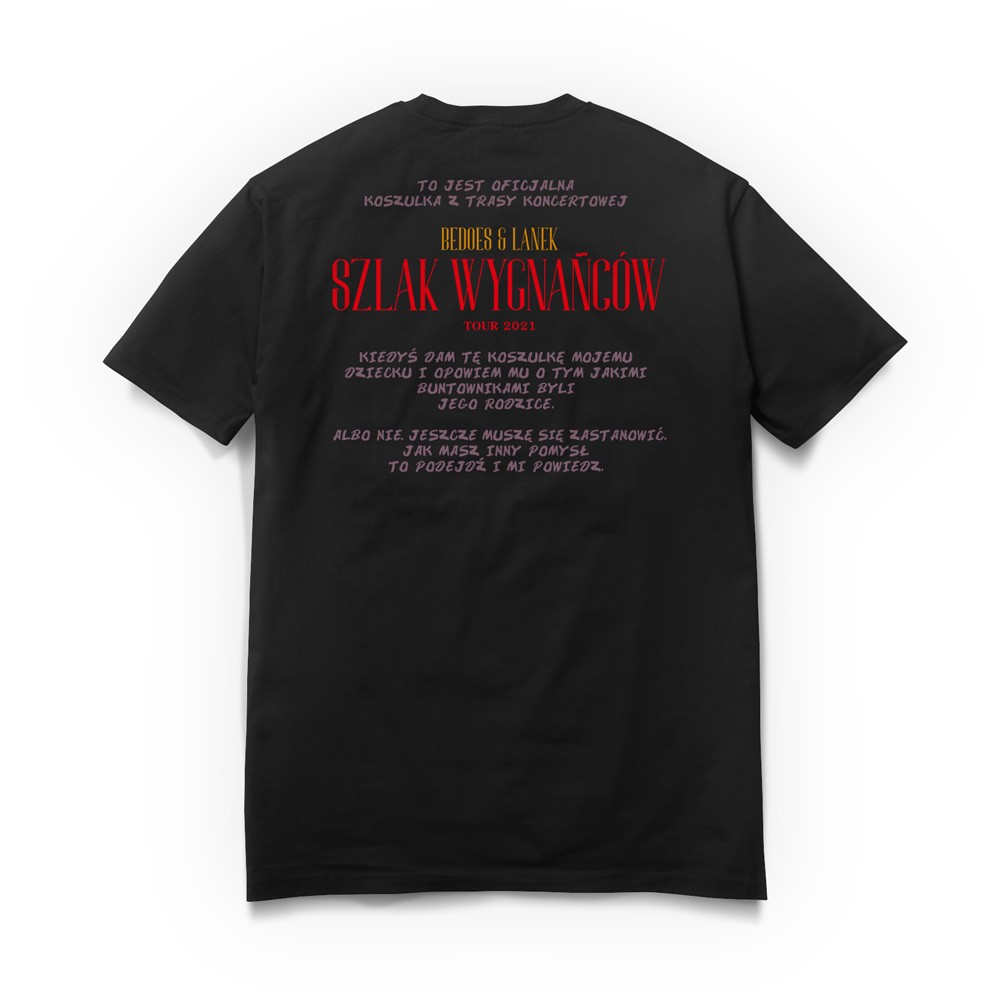 TO JEST OFICJALNA
KOSZULKA Z TRASY KONCERTOWEJ
BEDOES & LANEK
SZLAK WYGNAŃCÓW
TOUR 2021
KIEDYŚ DAM TĘ KOSZULKĘ MOJEMU
DZIECKU I OPOWIEM MU O TYM JAKIMI
BUNTOWNIKAMI BYLI
JEGO RODZICE.
ALBO NIE. JESZCZE MUSZĘ SIĘ ZASTANOWIĆ.
JAK MASZ INNY POMYSŁ
TO PODEJDŹ I MI POWIEDZ.